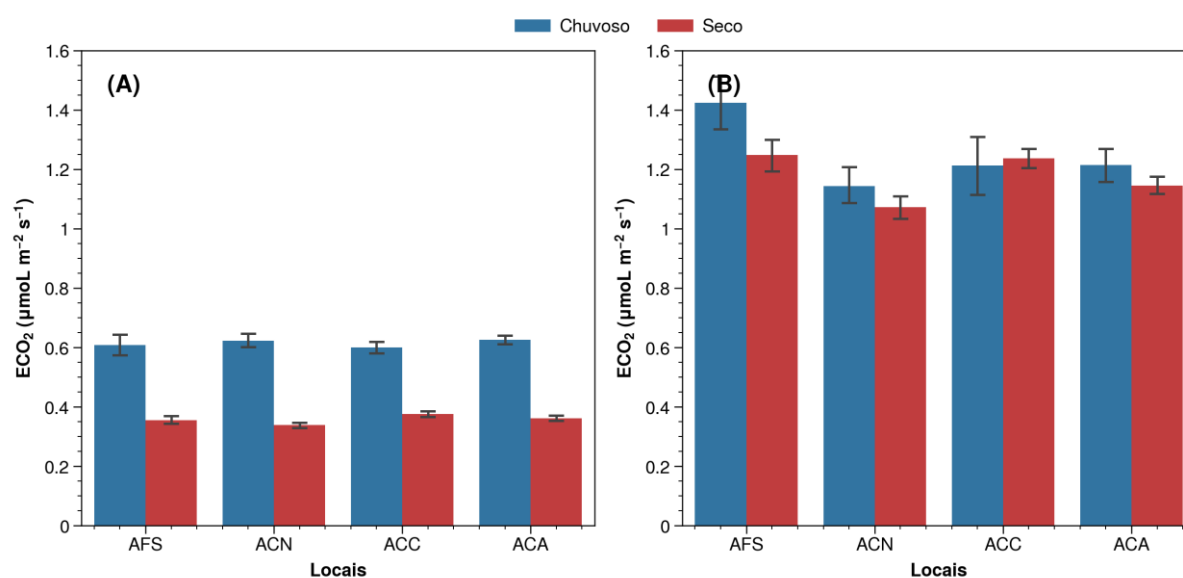 Chuvoso Seco
(A)
ECO₂ (µmoL m⁻² s⁻¹)
1.6
1.4
1.2
1
0.8
0.6
0.4
0.2
0
AFS ACN ACC ACA
Locais
(B)
ECO₂ (µmoL m⁻² s⁻¹)
1.6
1.4
1.2
1
0.8
0.6
0.4
0.2
0
AFS ACN ACC ACA
Locais